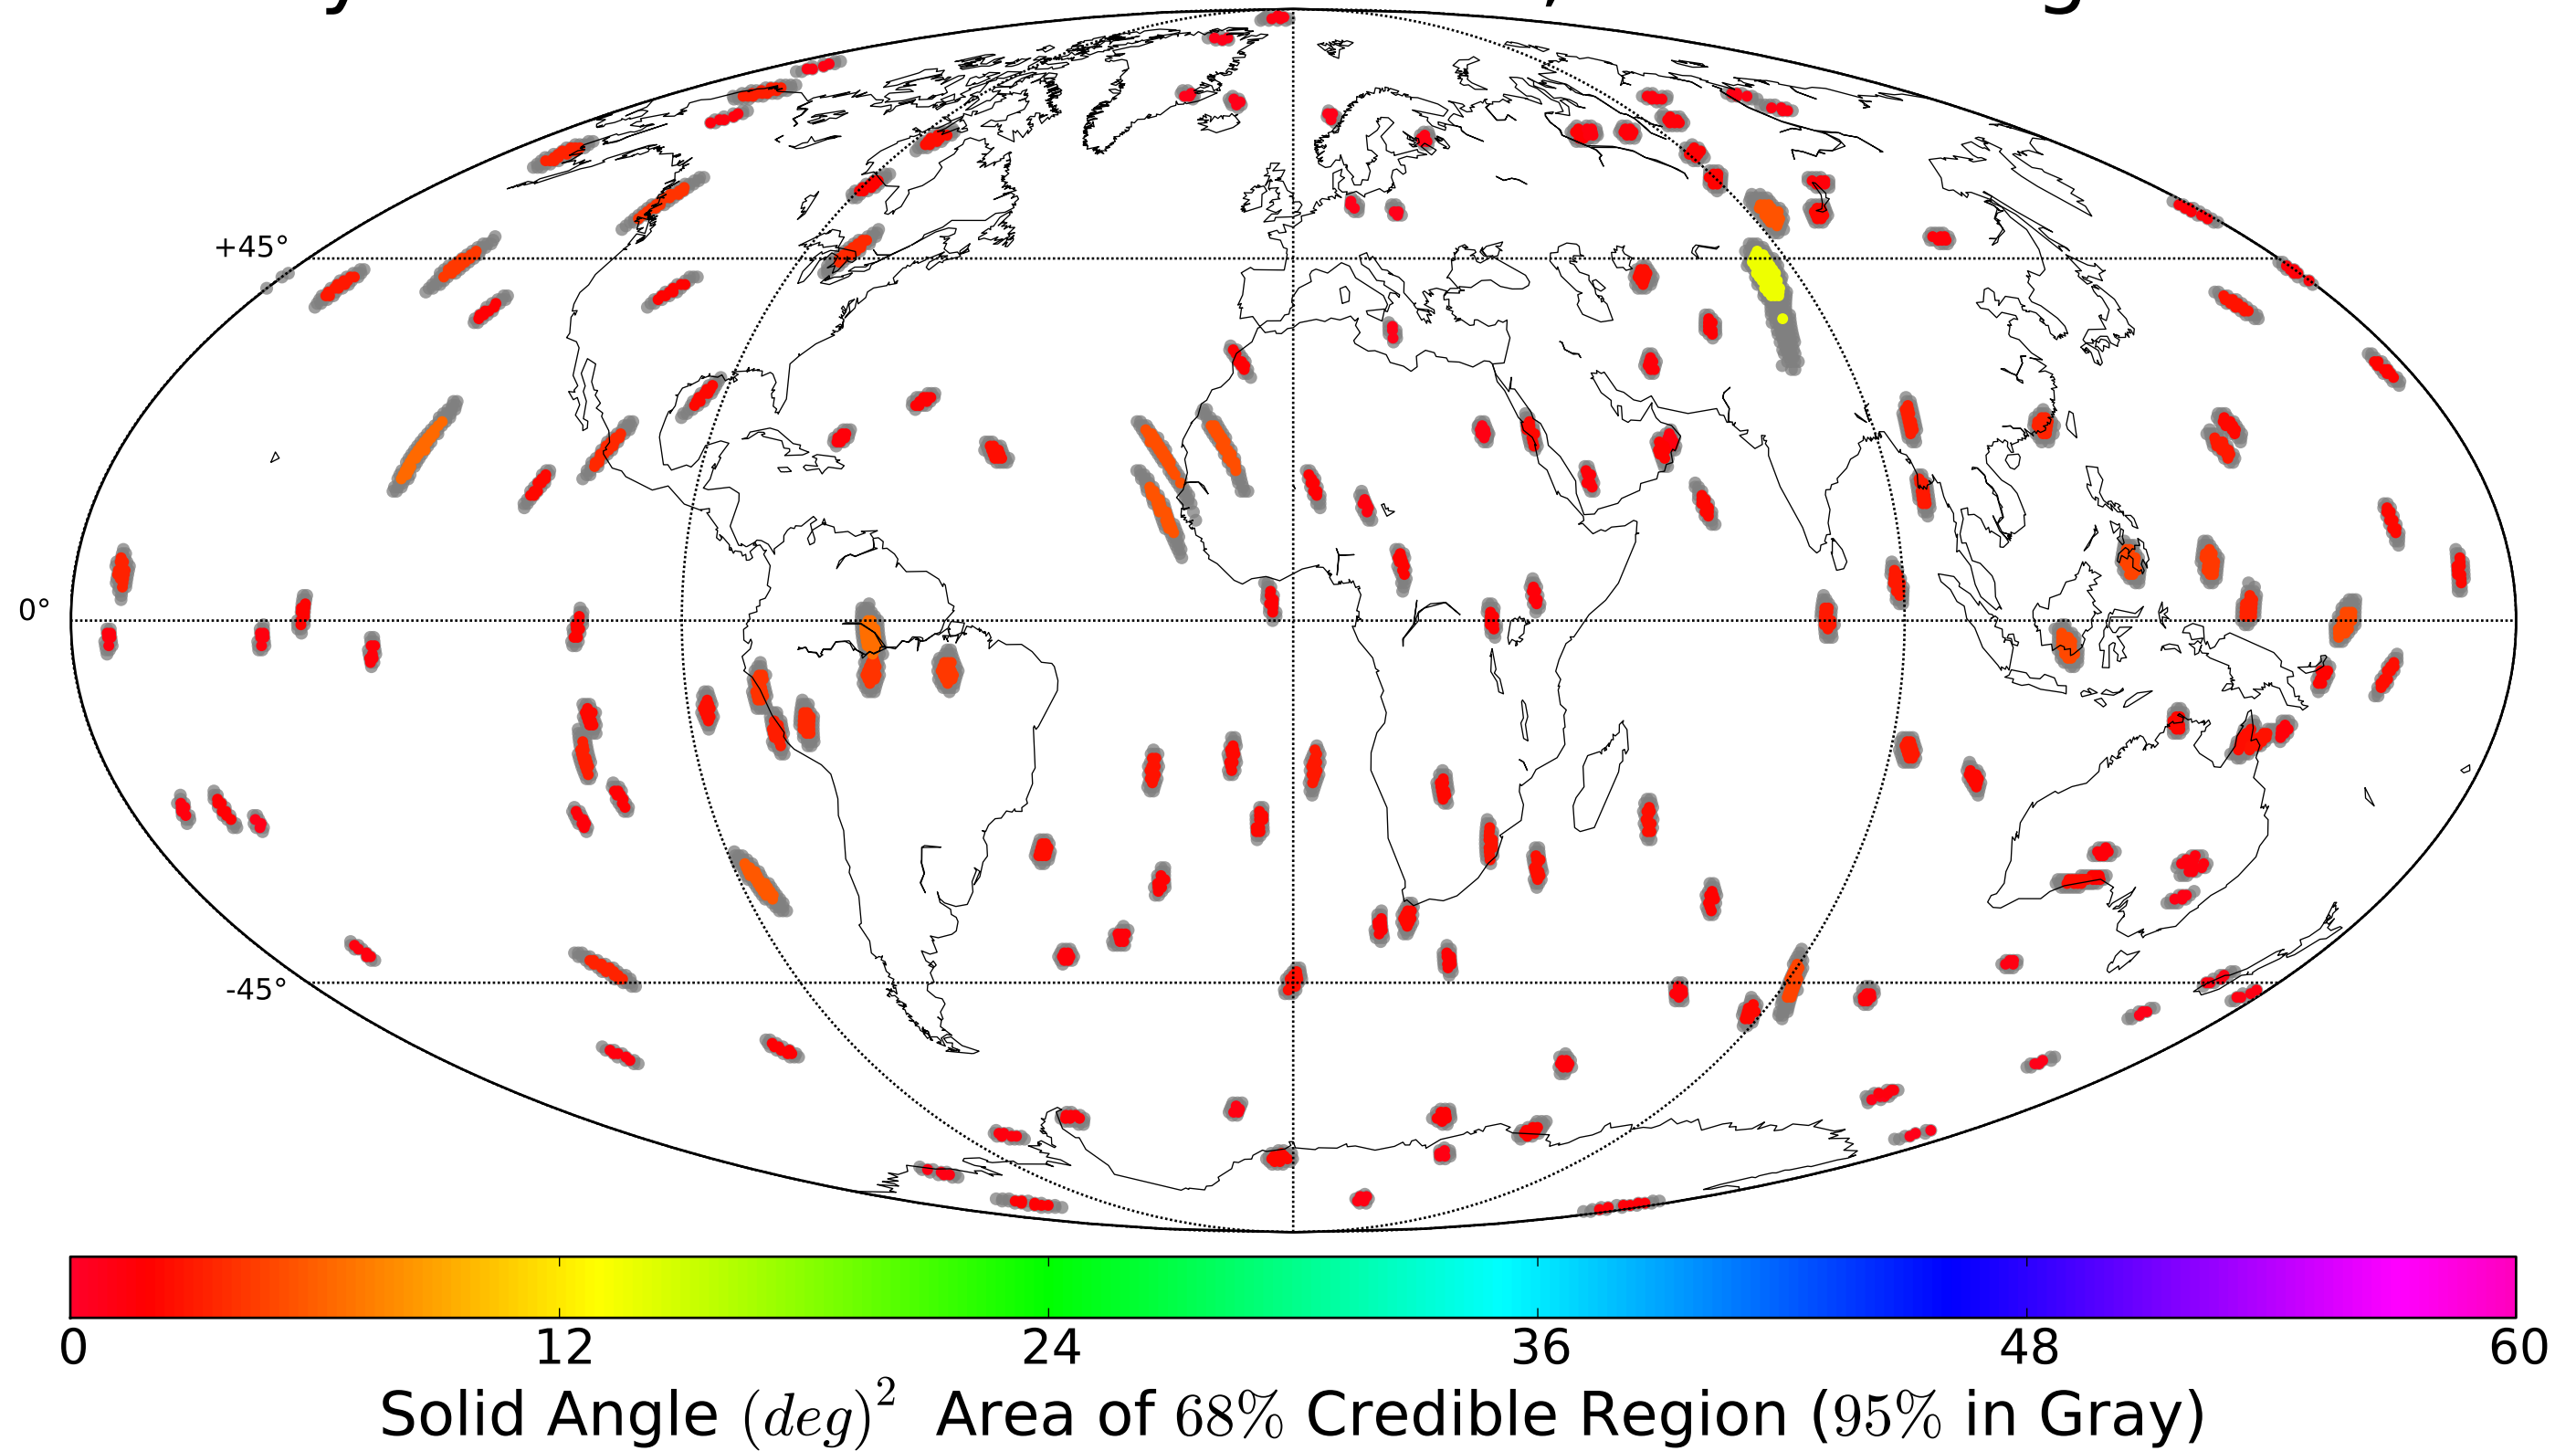 +45°
0°
-45°
0 12 24 36 48 60
Solid Angle (deg)² Area of 68% Credible Region (95% in Gray)